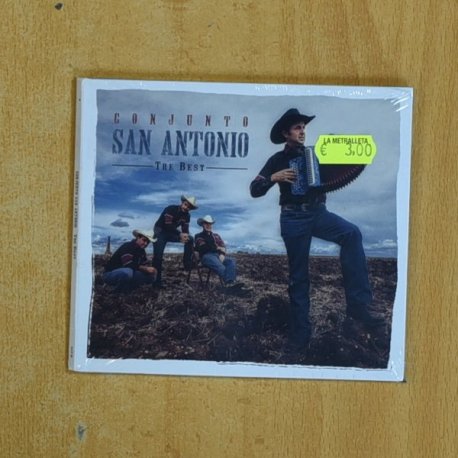 CONJUNTO
SAN ANTONIO
THE BEST
LA METRALLETA
€ 3,00